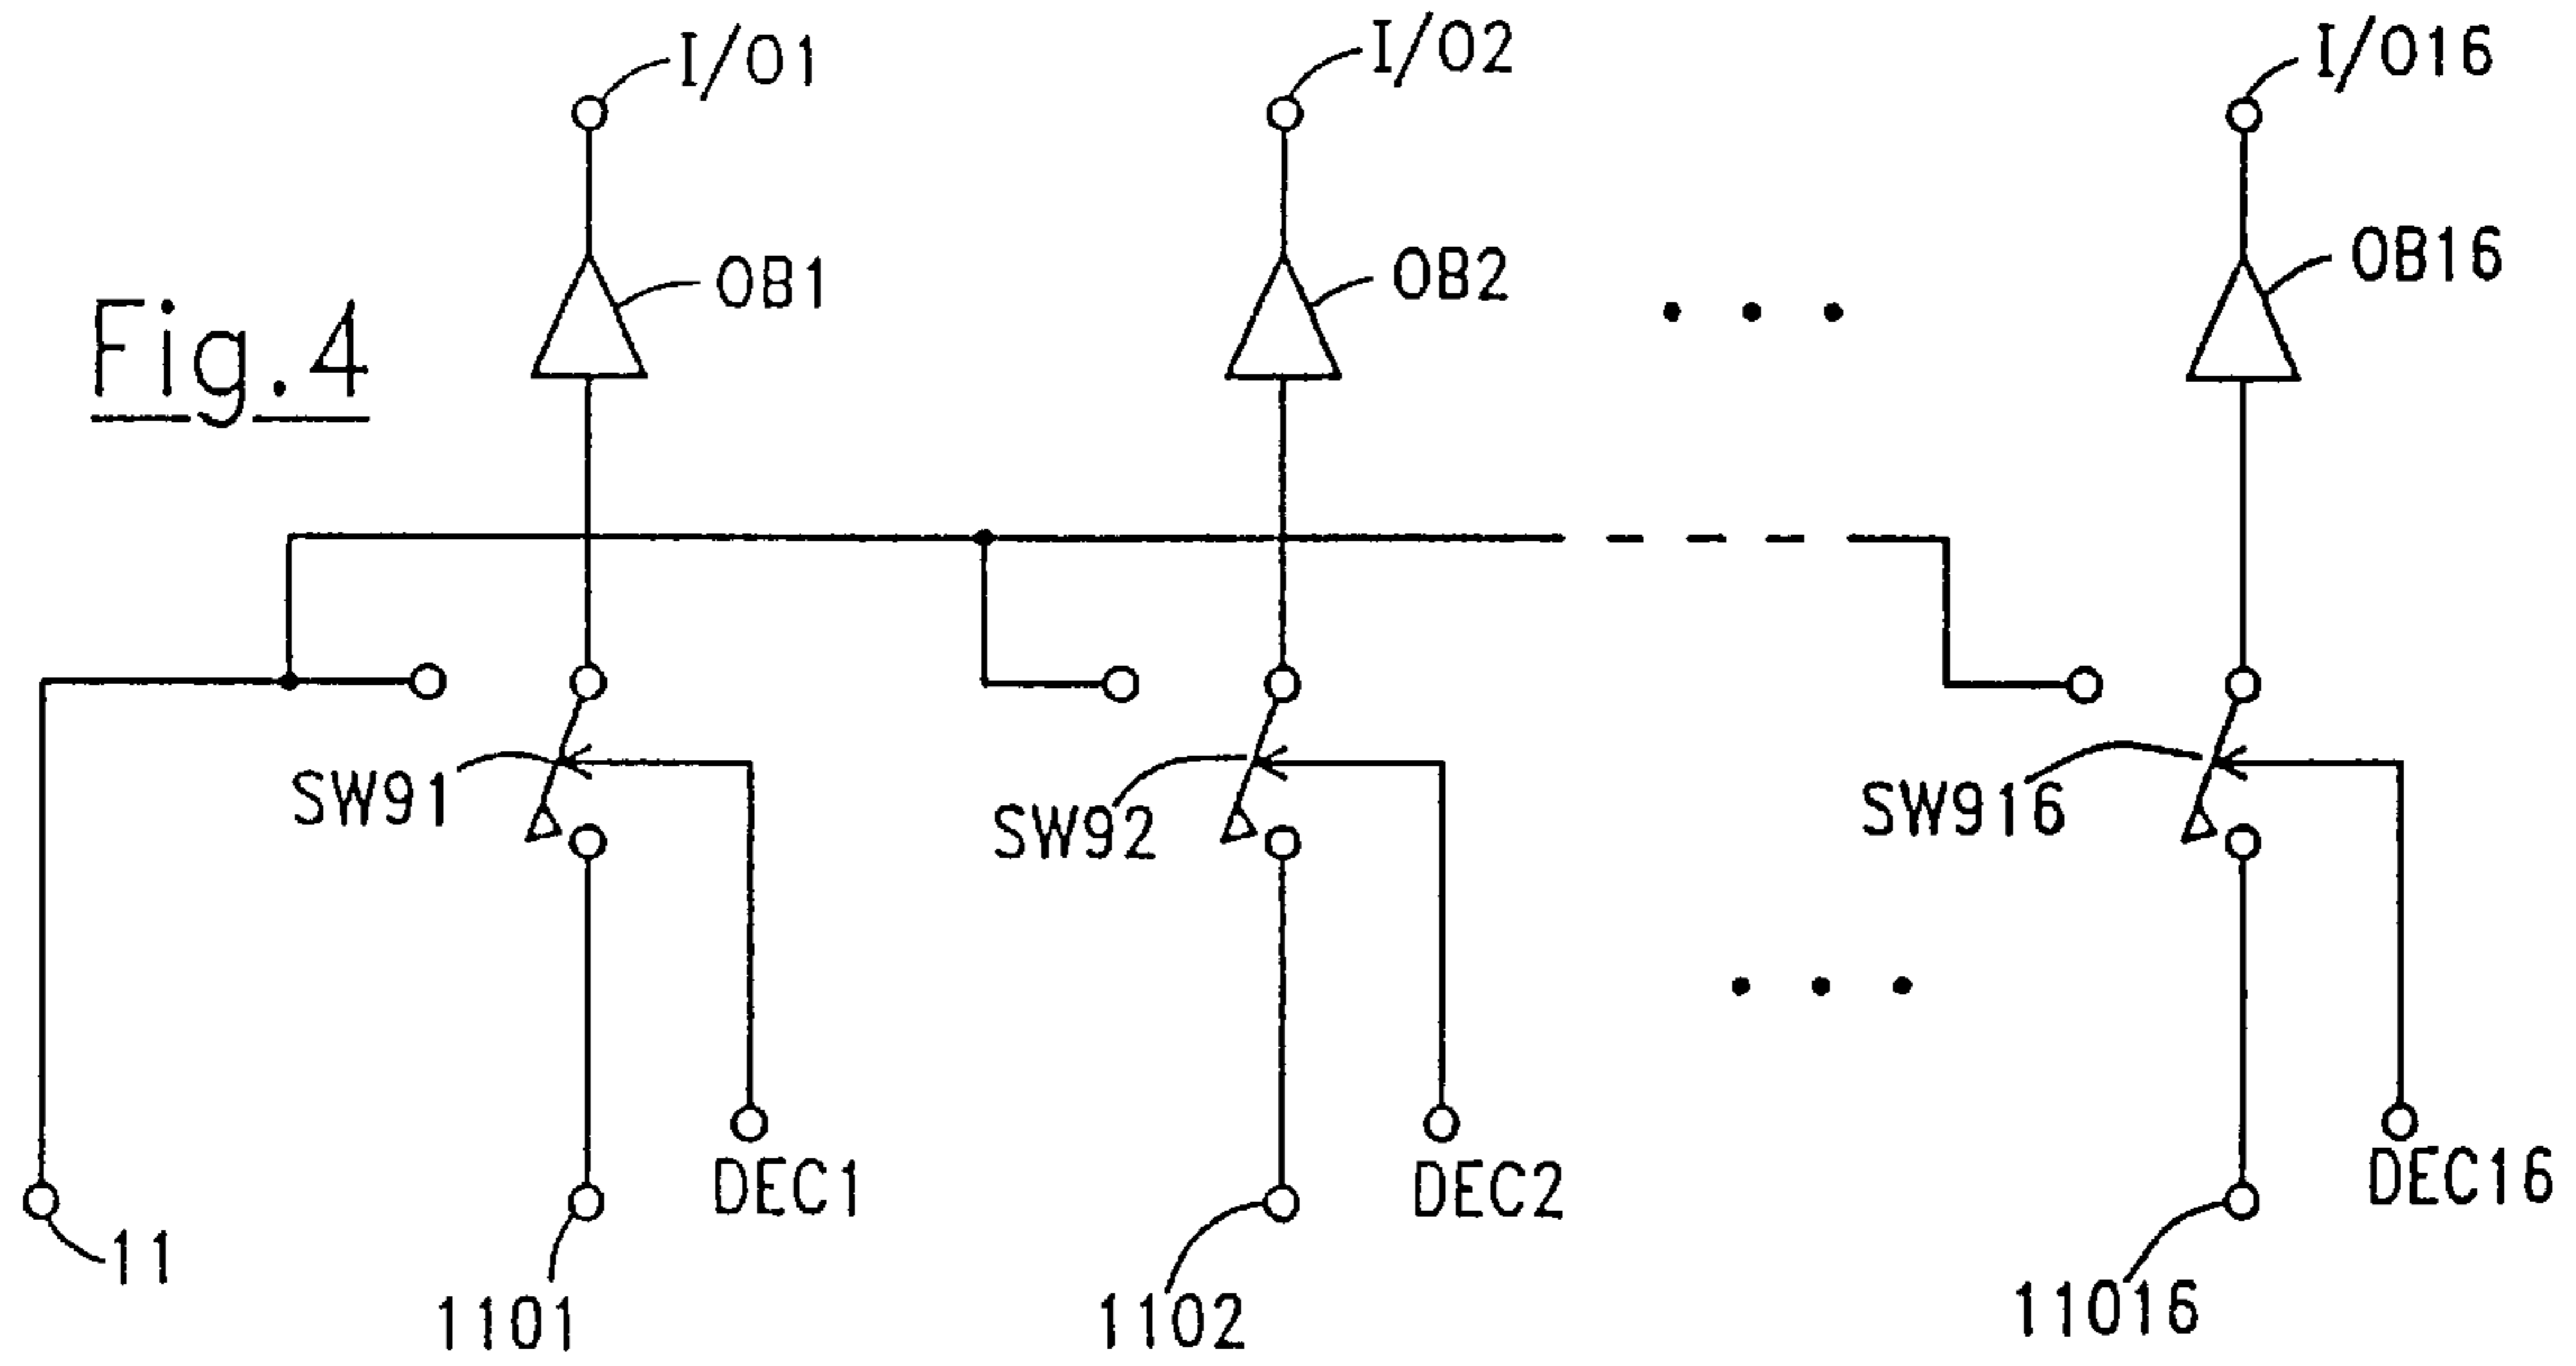 I/O1
I/O2
I/O16
OB1
OB2
OB16
Fig.4
SW91
SW92
SW916
DEC1
DEC2
DEC16
11
1101
1102
11016